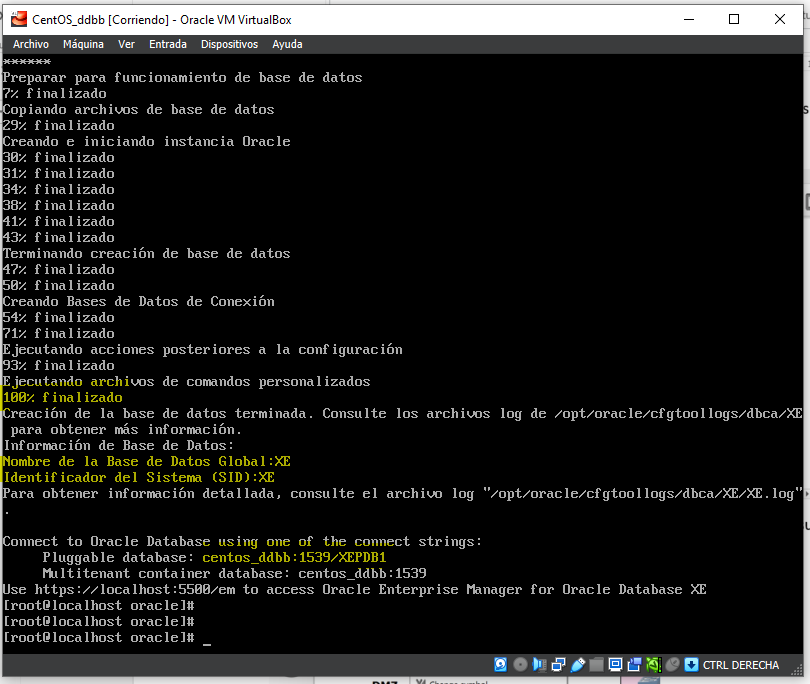 CentOS_ddbb [Corriendo] - Oracle VM VirtualBox
Archivo Máquina Ver Entrada Dispositivos Ayuda
******
Preparar para funcionamiento de base de datos
7% finalizado
Copiando archivos de base de datos
29% finalizado
Creando e iniciando instancia Oracle
30% finalizado
31% finalizado
34% finalizado
38% finalizado
41% finalizado
43% finalizado
Terminando creación de base de datos
47% finalizado
50% finalizado
Creando Bases de Datos de Conexión
54% finalizado
71% finalizado
Ejecutando acciones posteriores a la configuración
93% finalizado
Ejecutando archivos de comandos personalizados
100% finalizado
Creación de la base de datos terminada. Consulte los archivos log de /opt/oracle/cfgtoollogs/dbca/XE
para obtener más información.
Información de Base de Datos:
Nombre de la Base de Datos Global:XE
Identificador del Sistema (SID):XE
Para obtener información detallada, consulte el archivo log "/opt/oracle/cfgtoollogs/dbca/XE/XE.log"
.
Connect to Oracle Database using one of the connect strings:
Pluggable database: centos_ddbb:1539/XEPDB1
Multitenant container database: centos_ddbb:1539
Use https://localhost:5500/em to access Oracle Enterprise Manager for Oracle Database XE
[root@localhost oracle]#
[root@localhost oracle]#
[root@localhost oracle]# _
CTRL DERECHA